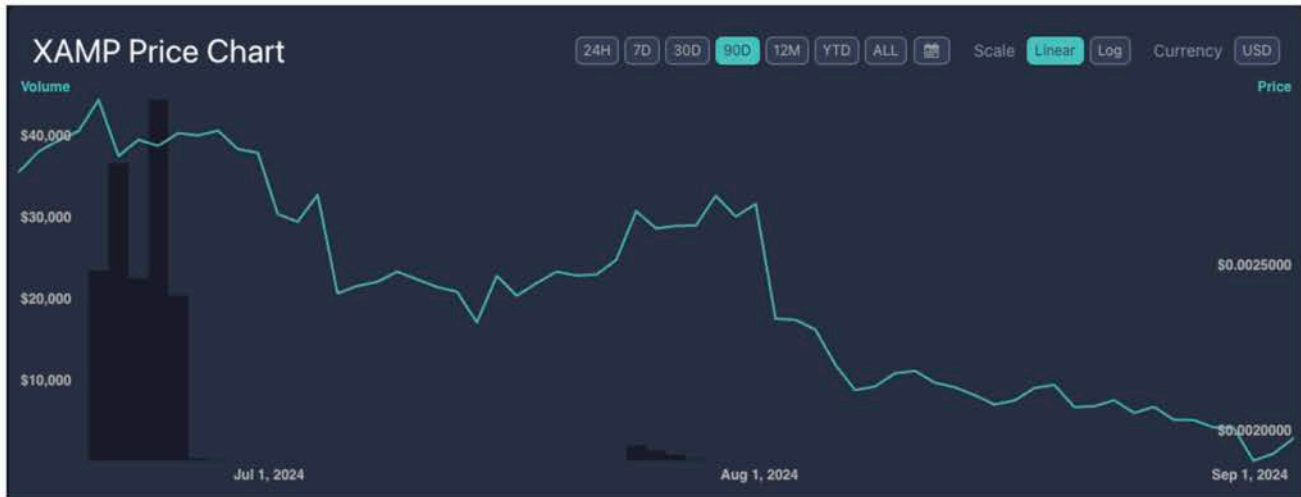 XAMP Price Chart
24H 7D 30D 90D 12M YTD ALL Scale Linear Log Currency USD
Volume Price
$40,000
$30,000
$0.0025000
$20,000
$10,000
$0.0020000
Jul 1, 2024 Aug 1, 2024 Sep 1, 2024